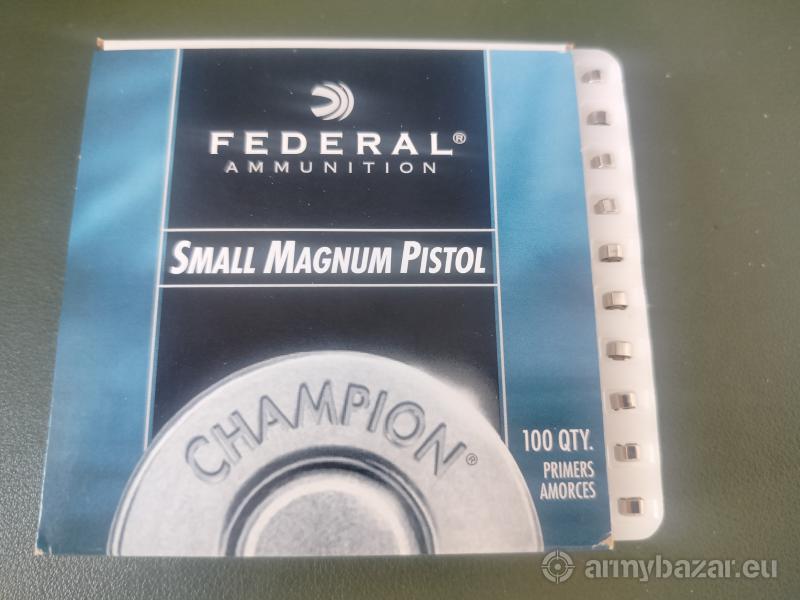 FEDERAL®
AMMUNITION
SMALL MAGNUM PISTOL
CHAMPION®
100 QTY.
PRIMERS
AMORCES
armybazar.eu